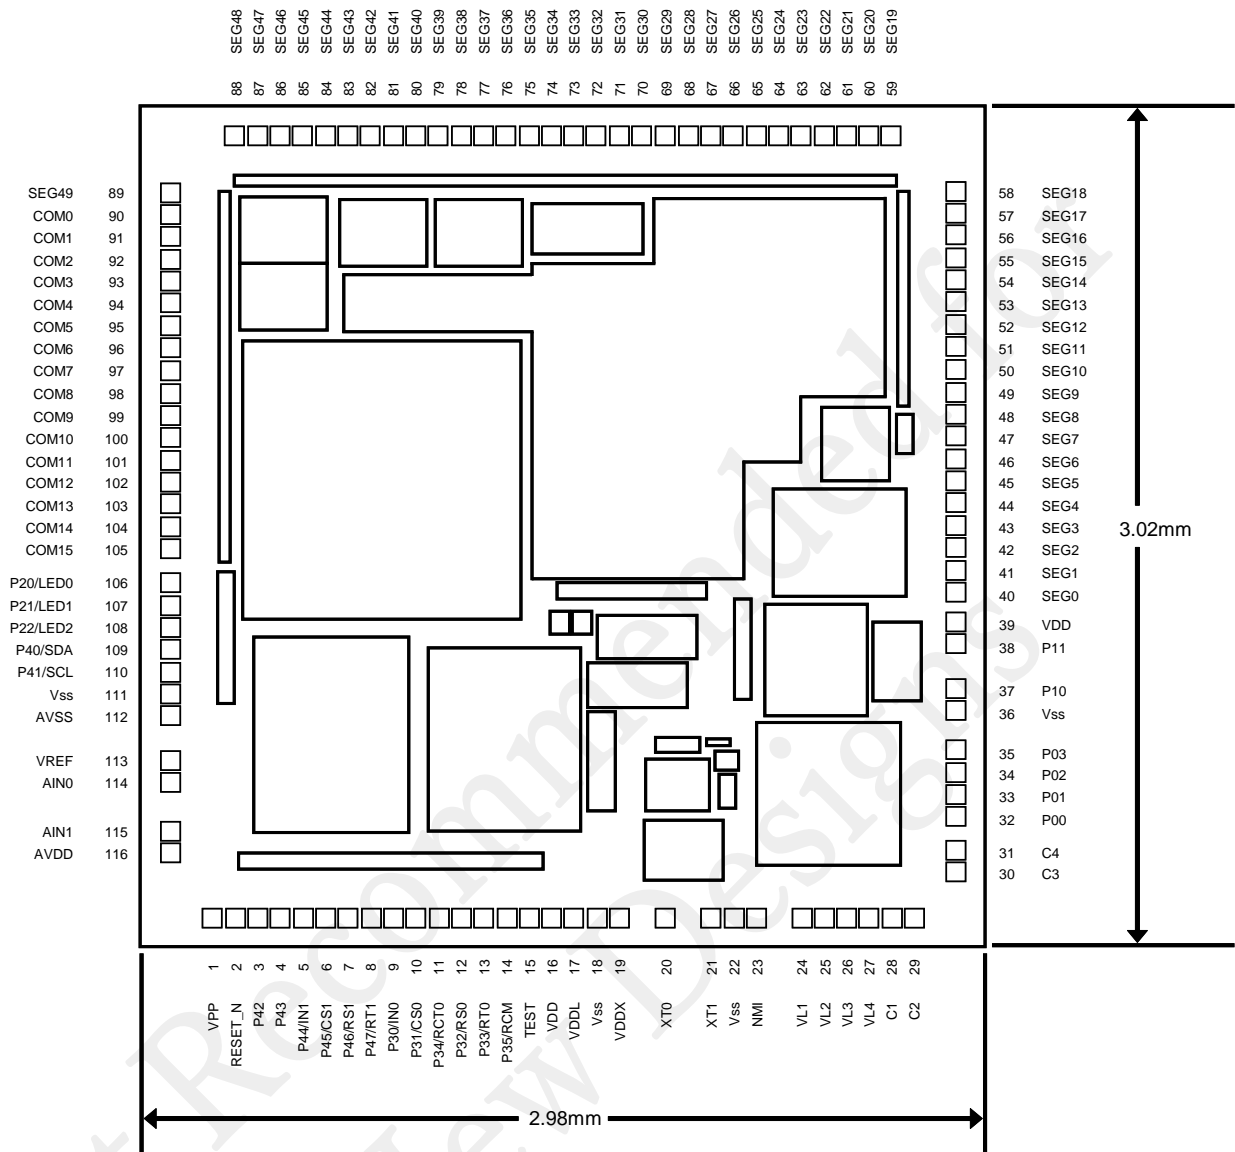 SEG48 SEG47 SEG46 SEG45 SEG44 SEG43 SEG42 SEG41 SEG40 SEG39 SEG38 SEG37 SEG36 SEG35 SEG34 SEG33 SEG32 SEG31 SEG30 SEG29 SEG28 SEG27 SEG26 SEG25 SEG24 SEG23 SEG22 SEG21 SEG20 SEG19
88 87 86 85 84 83 82 81 80 79 78 77 76 75 74 73 72 71 70 69 68 67 66 65 64 63 62 61 60 59
SEG49 89
COM0 90
COM1 91
COM2 92
COM3 93
COM4 94
COM5 95
COM6 96
COM7 97
COM8 98
COM9 99
COM10 100
COM11 101
COM12 102
COM13 103
COM14 104
COM15 105
P20/LED0 106
P21/LED1 107
P22/LED2 108
P40/SDA 109
P41/SCL 110
Vss 111
AVSS 112
VREF 113
AIN0 114
AIN1 115
AVDD 116
58 SEG18
57 SEG17
56 SEG16
55 SEG15
54 SEG14
53 SEG13
52 SEG12
51 SEG11
50 SEG10
49 SEG9
48 SEG8
47 SEG7
46 SEG6
45 SEG5
44 SEG4
43 SEG3
42 SEG2
41 SEG1
40 SEG0
39 VDD
38 P11
37 P10
36 Vss
35 P03
34 P02
33 P01
32 P00
31 C4
30 C3
3.02mm
1 2 3 4 5 6 7 8 9 10 11 12 13 14 15 16 17 18 19 20 21 22 23 24 25 26 27 28 29
VPP RESET_N P42 P43 P44/IN1 P45/CS1 P46/RS1 P47/RT1 P30/IN0 P31/CS0 P34/RCT0 P32/RS0 P33/RT0 P35/RCM TEST VDD VDDL Vss VDDX XT0 XT1 Vss NMI VL1 VL2 VL3 VL4 C1 C2
2.98mm
Recommended for
New Designs